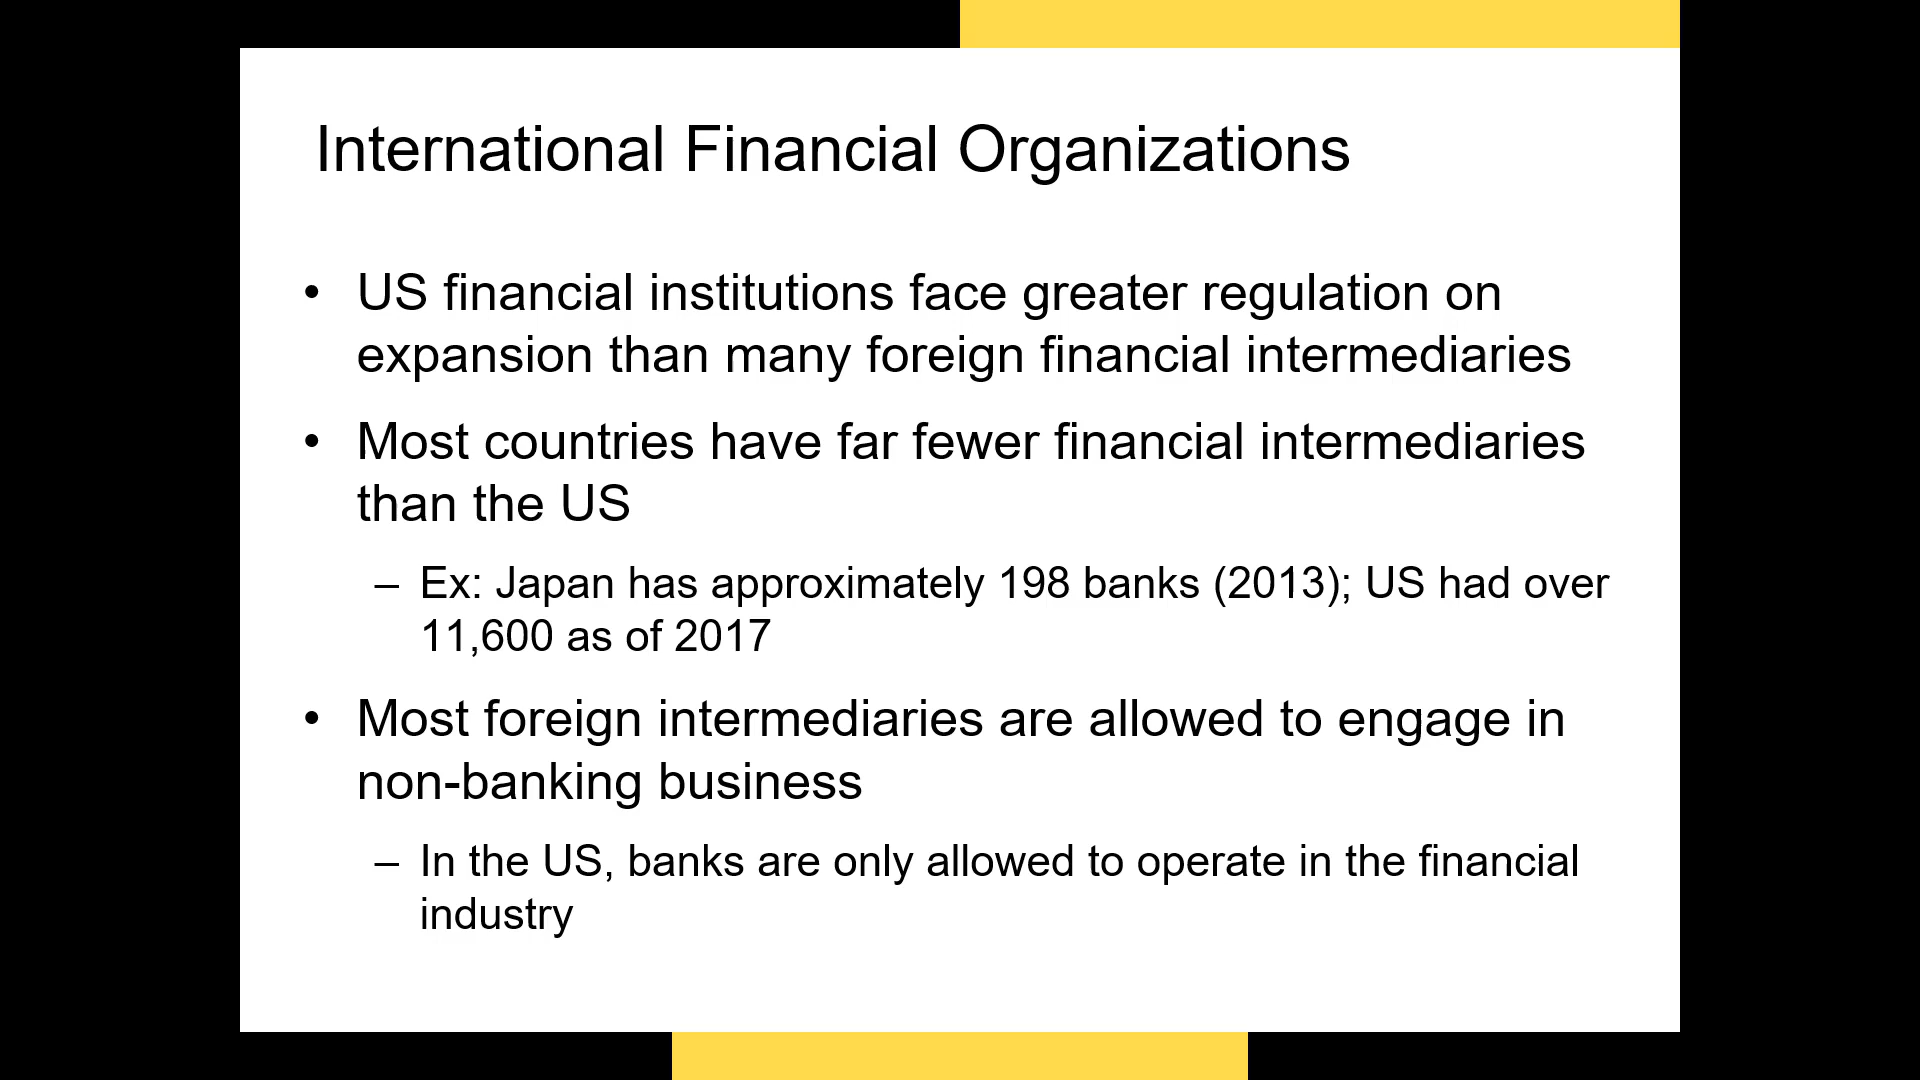 International Financial Organizations
• US financial institutions face greater regulation on
expansion than many foreign financial intermediaries
• Most countries have far fewer financial intermediaries
than the US
– Ex: Japan has approximately 198 banks (2013); US had over
11,600 as of 2017
• Most foreign intermediaries are allowed to engage in
non-banking business
– In the US, banks are only allowed to operate in the financial
industry